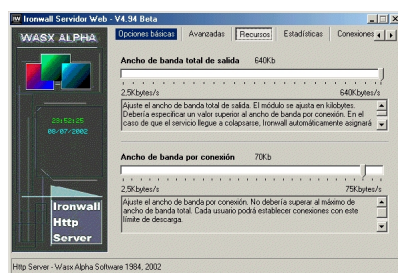 Ironwall Servidor Web - V4.94 Beta
WASX ALPHA
23:52:25
08/07/2002
Ironwall
Http
Server
Opciones básicas
Avanzadas
Recursos
Estadísticas
Conexiones
Ancho de banda total de salida 640Kb
2,5Kbytes/s 640Kbytes/s
Ajuste el ancho de banda total de salida. El módulo se ajusta en kilobytes.
Debería especificar un valor superior al ancho de banda por conexión. En el
caso de que el servicio llegue a colapsarse, Ironwall automáticamente asignará
Ancho de banda por conexión 70Kb
2,5Kbytes/s 75Kbytes/s
Ajuste el ancho de banda por conexión. No debería superar al máximo de
ancho de banda total. Cada usuario podrá establecer conexiones con este
límite de descarga.
Http Server - Wasx Alpha Software 1984, 2002